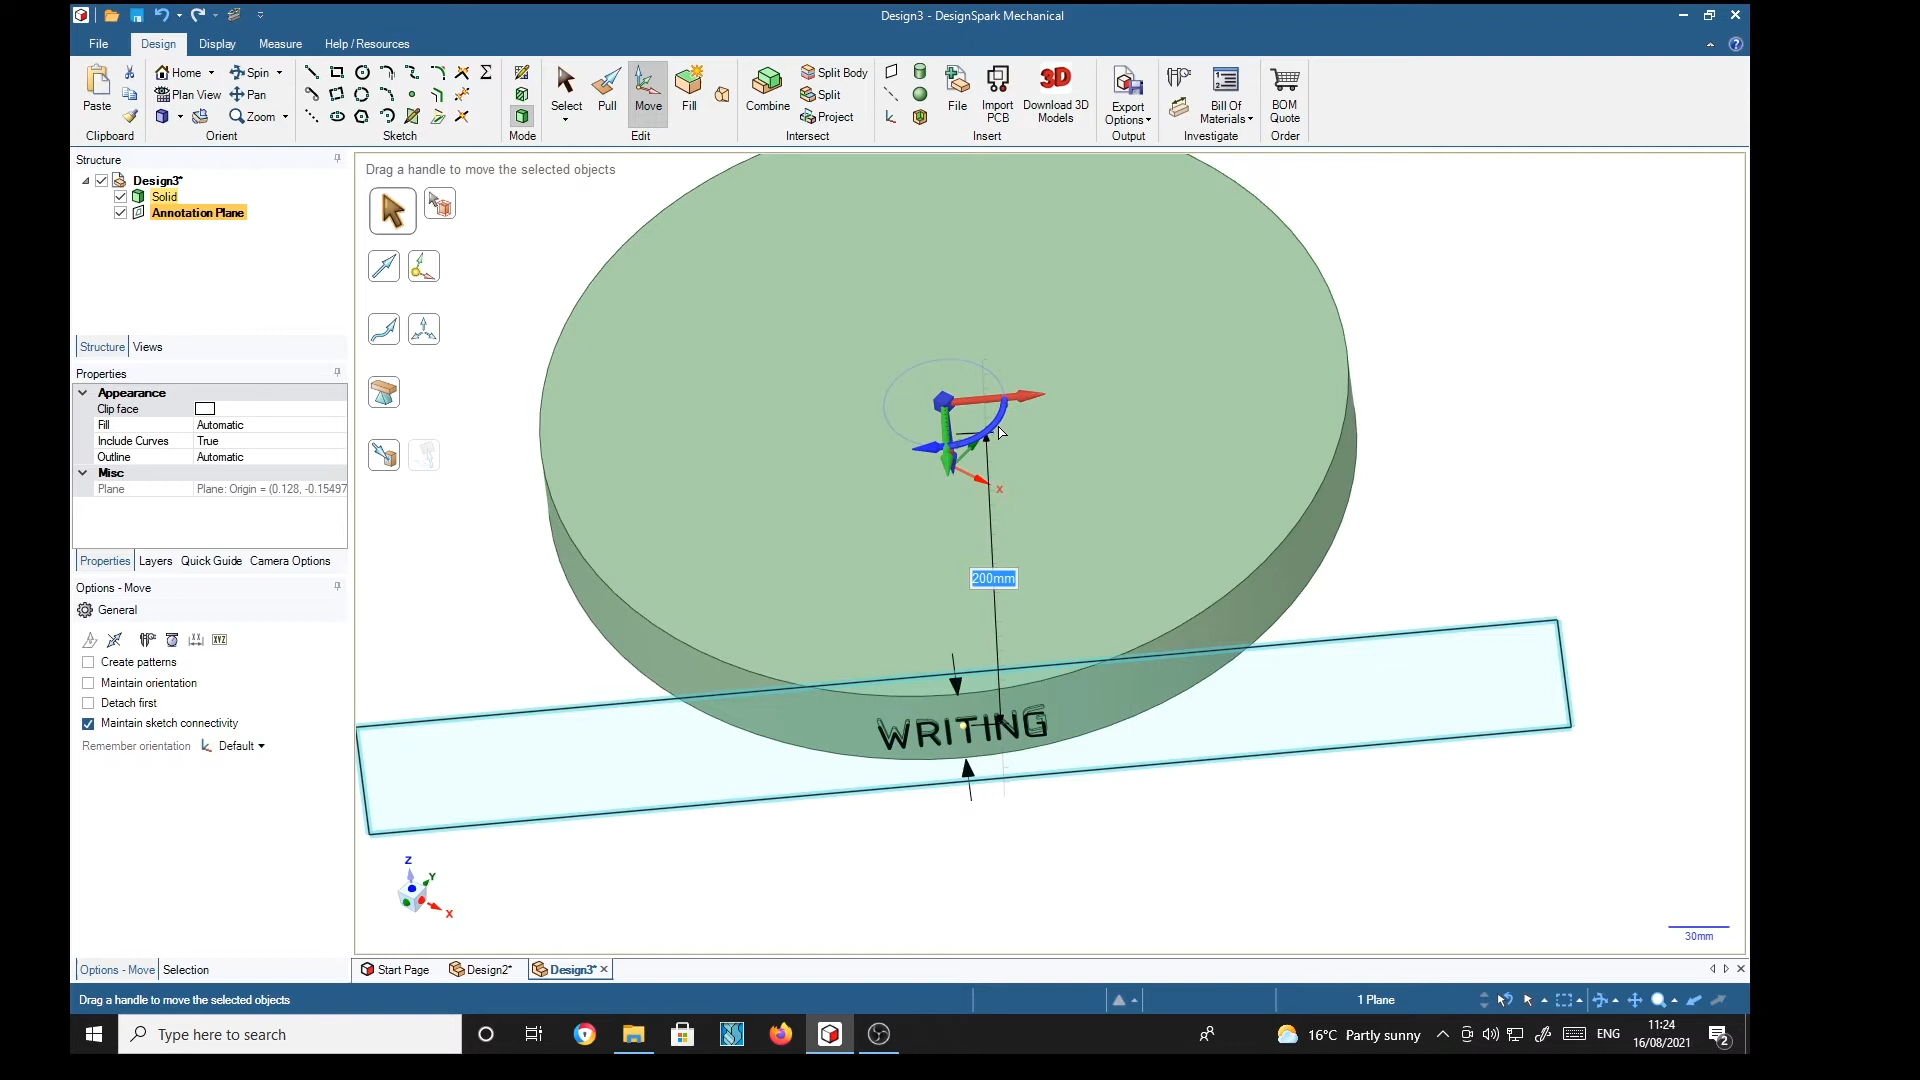 Design3 - DesignSpark Mechanical
File Design Display Measure Help / Resources
Paste
Clipboard
Home Spin
Plan View Pan
Zoom
Orient
Sketch
Mode
Select Pull Move Fill
Edit
Combine Split Body
Split
Project
Intersect
File Import PCB Download 3D Models
3D
Insert
Export Options
Output
Bill Of Materials
Investigate
BOM Quote
Order
Structure
Design3*
Solid
Annotation Plane
Structure Views
Properties
Appearance
Clip face
Fill Automatic
Include Curves True
Outline Automatic
Misc
Plane Plane: Origin = (0.128, -0.15497
Properties Layers Quick Guide Camera Options
Options - Move
General
XYZ
Create patterns
Maintain orientation
Detach first
Maintain sketch connectivity
Remember orientation Default
Options - Move Selection
Drag a handle to move the selected objects
X
200mm
WRITING
Z
Y
X
30mm
Start Page Design2* Design3*
Drag a handle to move the selected objects
1 Plane
Type here to search
16°C Partly sunny
ENG
11:24
16/08/2021
2